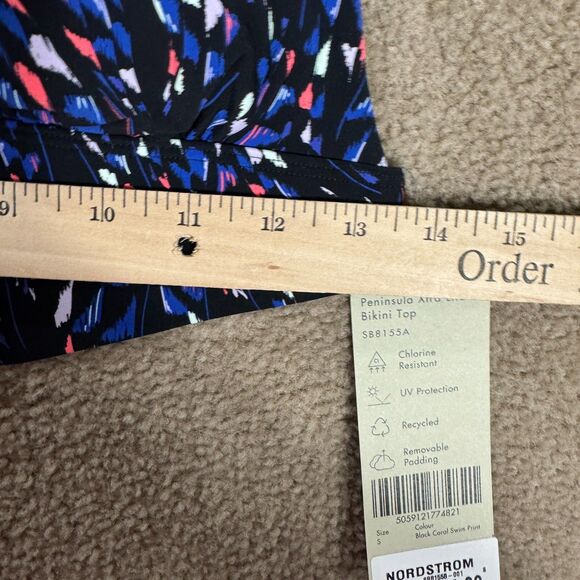 9 10 11 12 13 14 15
Order
Peninsula Xtra
Bikini Top
SB8155A
Chlorine
Resistant
UV Protection
Recycled
Removable
Padding
5059121774821
Size
S
Colour
Black Coral Swim Print
NORDSTROM